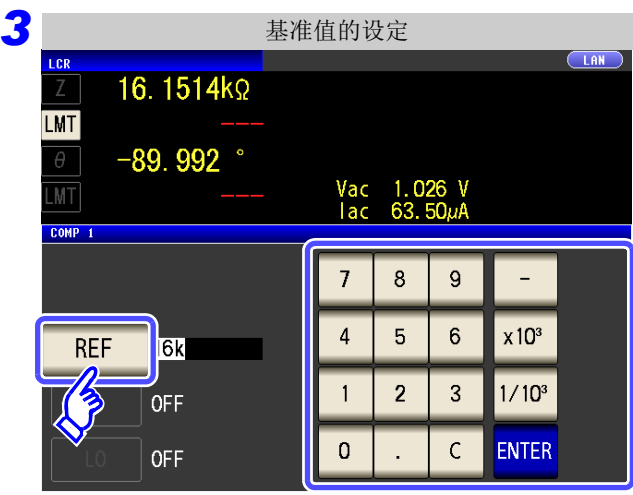 3
基准值的设定
LCR LAN
Z 16.1514kΩ
LMT ---
θ -89.992 °
LMT ---
Vac 1.026 V
Iac 63.50μA
COMP 1
7 8 9 -
REF 16k
4 5 6 x10³
OFF
1 2 3 1/10³
LO OFF
0 . C ENTER